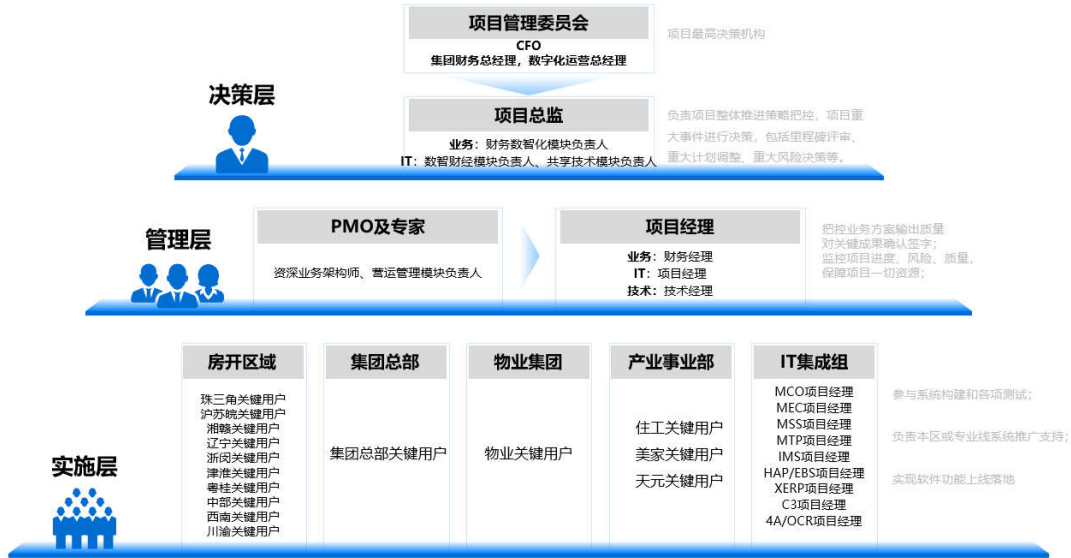 项目管理委员会
CFO
集团财务总经理，数字化运营总经理
项目最高决策机构
决策层
项目总监
业务：财务数智化模块负责人
IT：数智财经模块负责人、共享技术模块负责人
负责项目整体推进策略把控，项目重
大事件进行决策，包括里程碑评审、
重大计划调整、重大风险决策等。
管理层
PMO及专家
资深业务架构师、营运管理模块负责人
项目经理
业务：财务经理
IT：项目经理
技术：技术经理
把控业务方案输出质量
对关键成果确认签字；
监控项目进度、风险、质量，
保障项目一切资源；
实施层
房开区域
珠三角关键用户
沪苏皖关键用户
湘赣关键用户
辽宁关键用户
浙闵关键用户
津淮关键用户
粤桂关键用户
中部关键用户
西南关键用户
川渝关键用户
集团总部
集团总部关键用户
物业集团
物业关键用户
产业事业部
住工关键用户
美家关键用户
天元关键用户
IT集成组
MCO项目经理
MEC项目经理
MSS项目经理
MTP项目经理
IMS项目经理
HAP/EBS项目经理
XERP项目经理
C3项目经理
4A/OCR项目经理
参与系统构建和各项测试；
负责本区或专业线系统推广支持；
实现软件功能上线落地